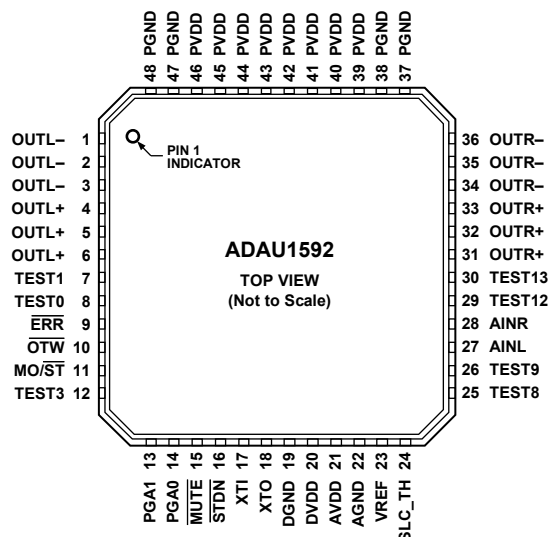 48 PGND
47 PGND
46 PVDD
45 PVDD
44 PVDD
43 PVDD
42 PVDD
41 PVDD
40 PVDD
39 PVDD
38 PGND
37 PGND
OUTL– 1
OUTL– 2
OUTL– 3
OUTL+ 4
OUTL+ 5
OUTL+ 6
TEST1 7
TEST0 8
ERR 9
OTW 10
MO/ST 11
TEST3 12
PIN 1
INDICATOR
ADAU1592
TOP VIEW
(Not to Scale)
36 OUTR–
35 OUTR–
34 OUTR–
33 OUTR+
32 OUTR+
31 OUTR+
30 TEST13
29 TEST12
28 AINR
27 AINL
26 TEST9
25 TEST8
PGA1 13
PGA0 14
MUTE 15
STDN 16
XTI 17
XTO 18
DGND 19
DVDD 20
AVDD 21
AGND 22
VREF 23
SLC_TH 24